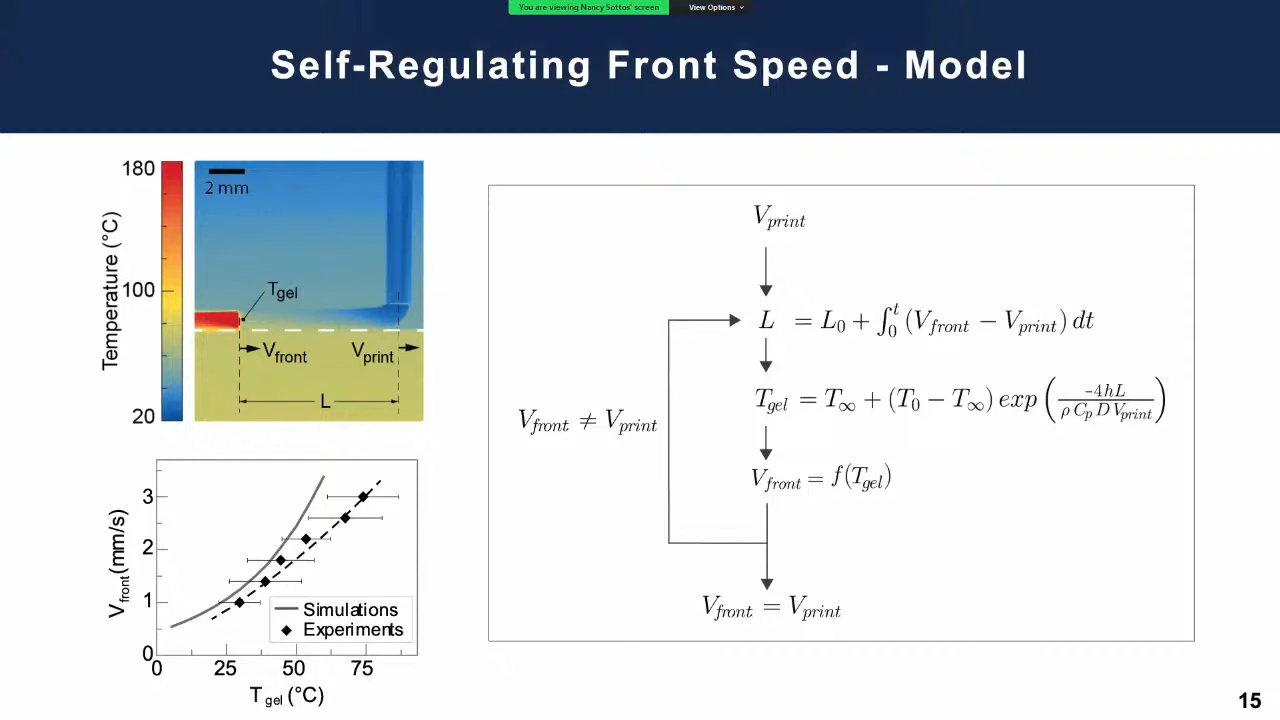 You are viewing Nancy Sottos' screen
View Options
Self-Regulating Front Speed - Model
Temperature (°C)
180
100
20
2 mm
T_gel
V_front
V_print
L
V_front (mm/s)
3
2
1
0
0
25
50
75
T_gel (°C)
Simulations
Experiments
V_print
L = L_0 + ∫_0^t (V_front − V_print) dt
T_gel = T_∞ + (T_0 − T_∞) exp (-4hL / ρ C_p D V_print)
V_front = f(T_gel)
V_front ≠ V_print
V_front = V_print
15